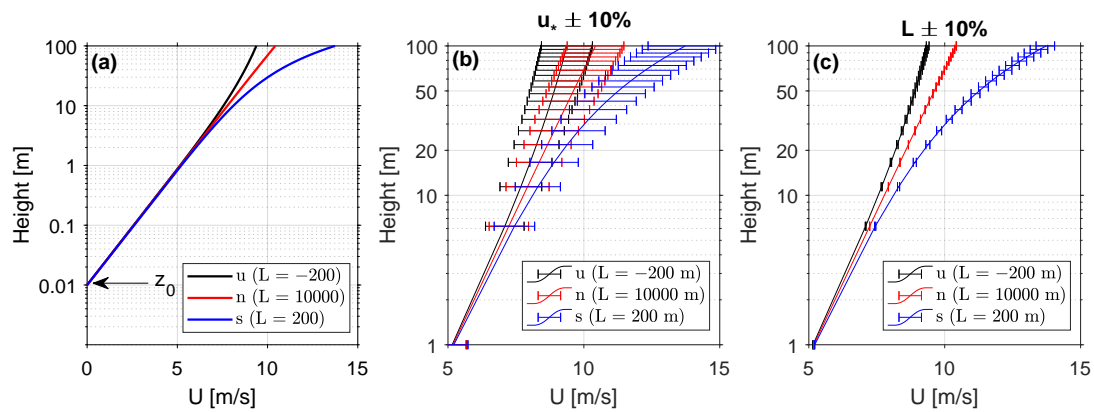 (a)
Height [m]
100
10
1
0.1
0.01
z0
u (L = −200)
n (L = 10000)
s (L = 200)
0 5 10 15
U [m/s]
u* ± 10%
(b)
Height [m]
100
50
20
10
1
u (L = −200 m)
n (L = 10000 m)
s (L = 200 m)
5 10 15
U [m/s]
L ± 10%
(c)
Height [m]
100
50
20
10
1
u (L = −200 m)
n (L = 10000 m)
s (L = 200 m)
5 10 15
U [m/s]